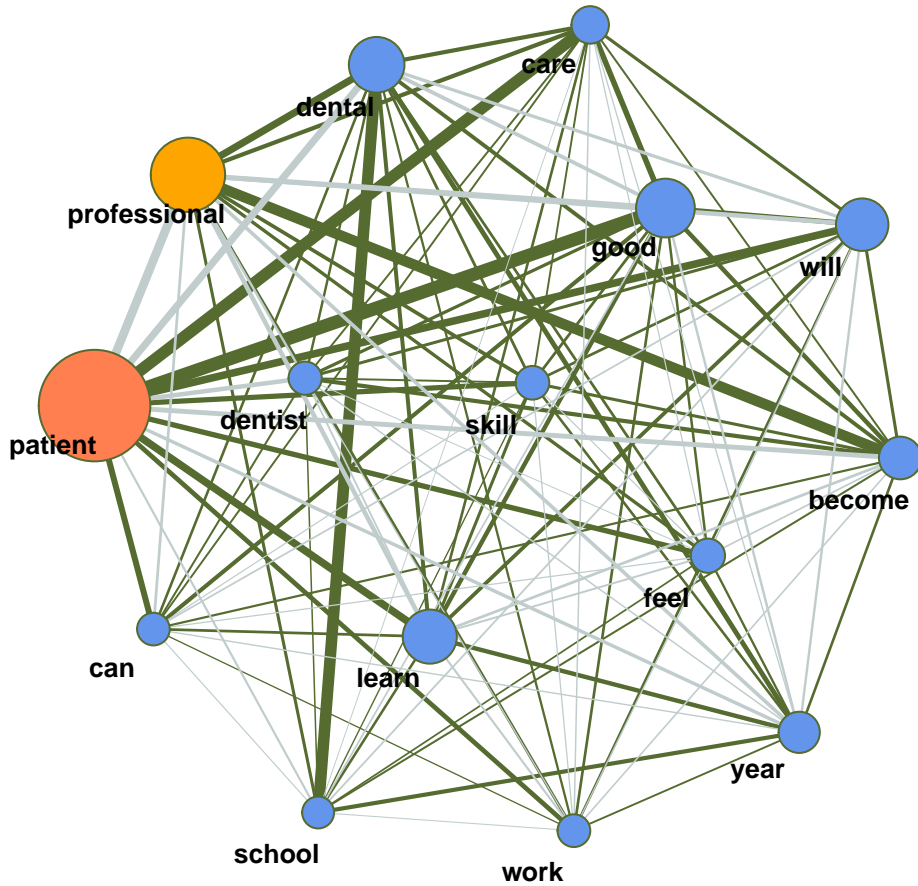 care
dental
professional
good
will
dentist
skill
patient
become
feel
can
learn
year
school
work